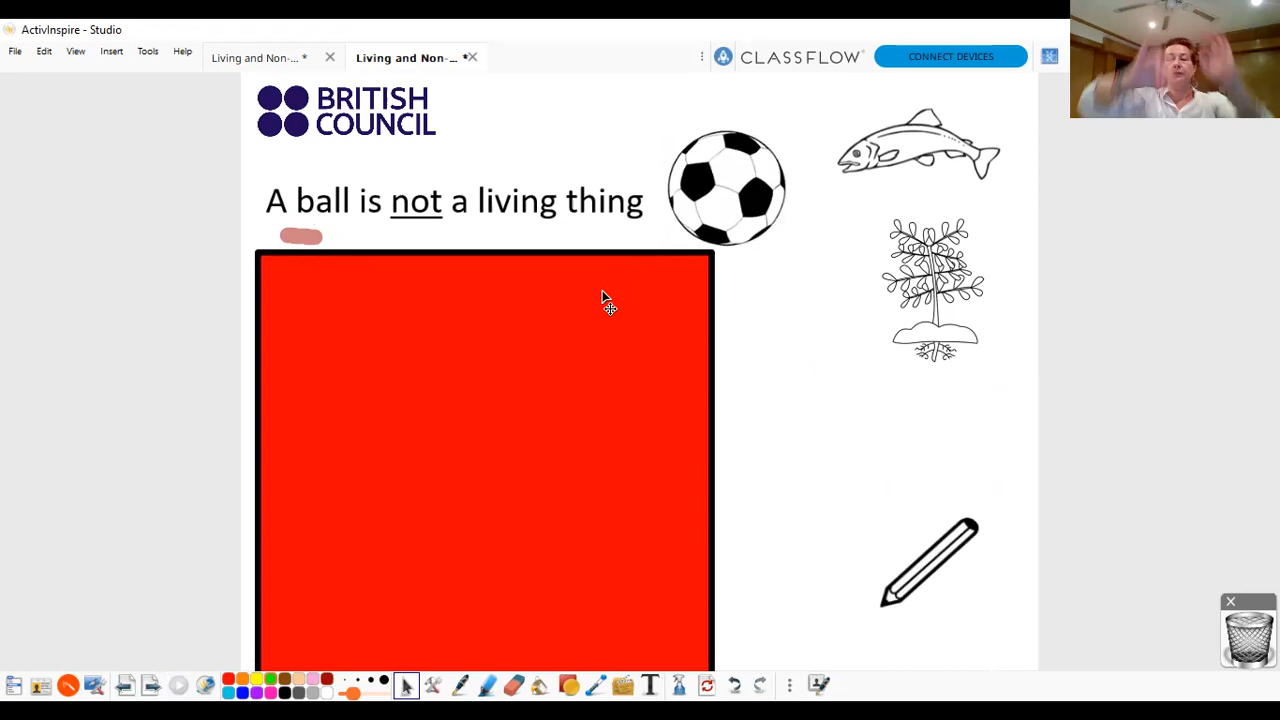 ActivInspire - Studio
File Edit View Insert Tools Help
Living and Non-... *
Living and Non-... *
CLASSFLOW
CONNECT DEVICES
BRITISH
COUNCIL
A ball is not a living thing
X
T